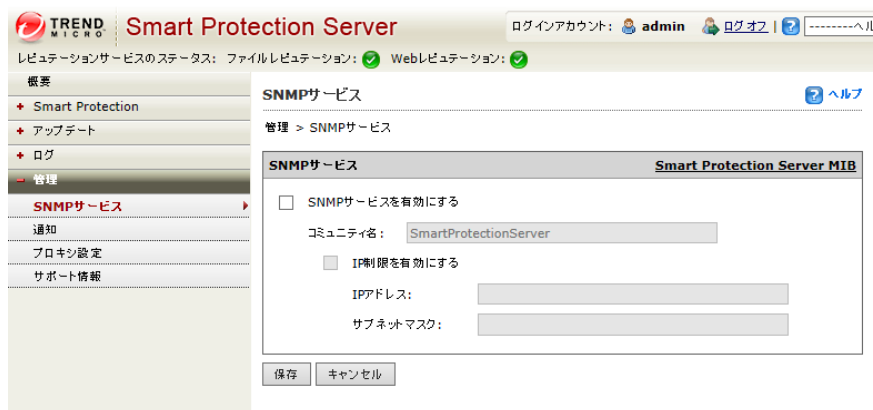 TREND MICRO Smart Protection Server ログインアカウント: admin ログオフ | ? --------ヘル
レピュテーションサービスのステータス: ファイルレピュテーション: Webレピュテーション:
概要
+ Smart Protection
+ アップデート
+ ログ
- 管理
SNMPサービス
通知
プロキシ設定
サポート情報
SNMPサービス ? ヘルプ
管理 > SNMPサービス
SNMPサービス Smart Protection Server MIB
SNMPサービスを有効にする
コミュニティ名: SmartProtectionServer
IP制限を有効にする
IPアドレス:
サブネットマスク:
保存 キャンセル